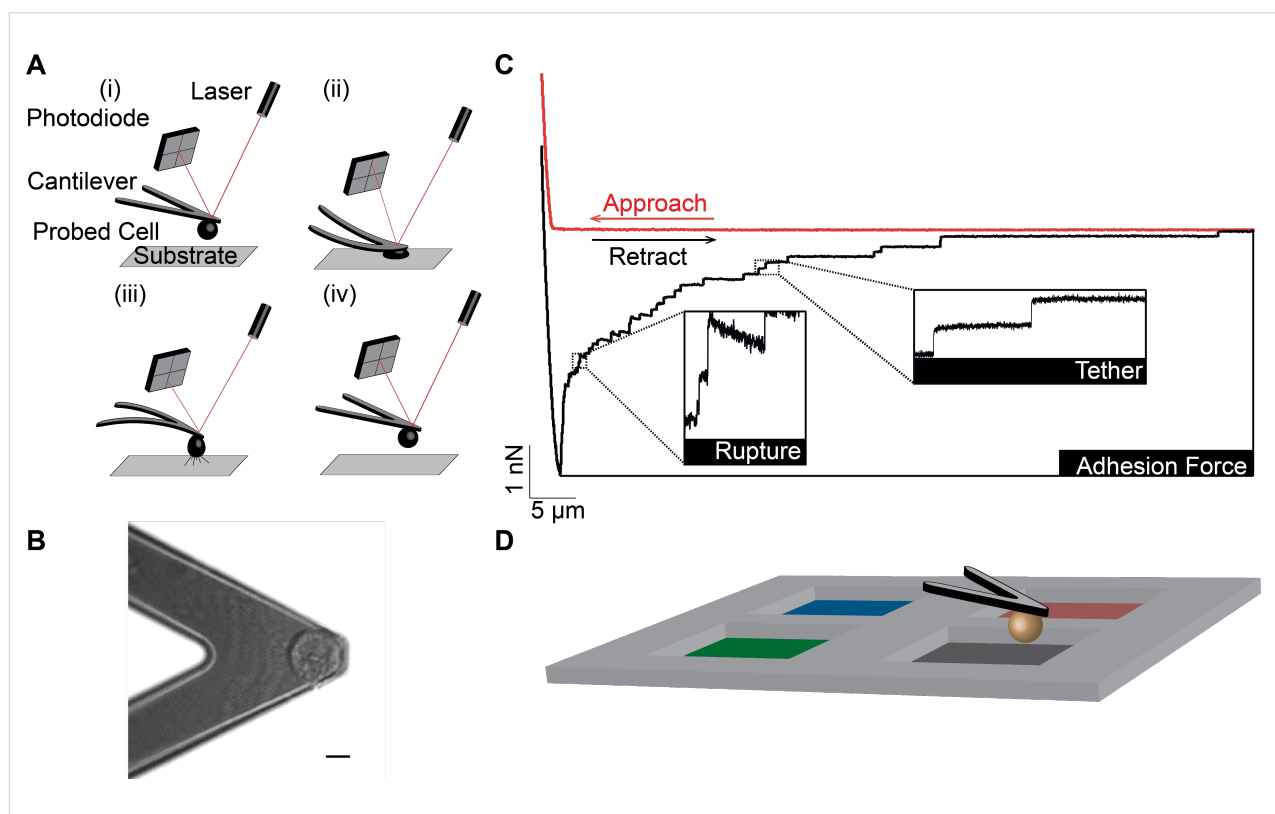 A
(i)
Laser
Photodiode
Cantilever
Probed Cell
Substrate
(ii)
(iii)
(iv)
B
C
Approach
Retract
Rupture
Tether
Adhesion Force
1 nN
5 µm
D